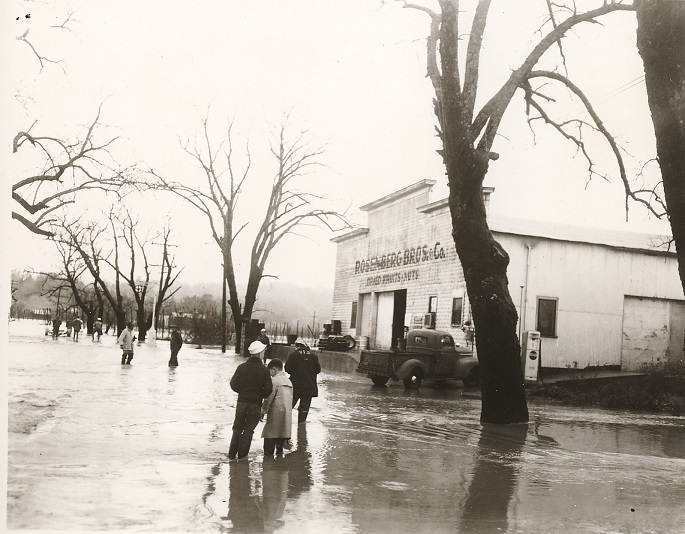 ROSENBERG BROS. & Co.
DRIED FRUITS & NUTS